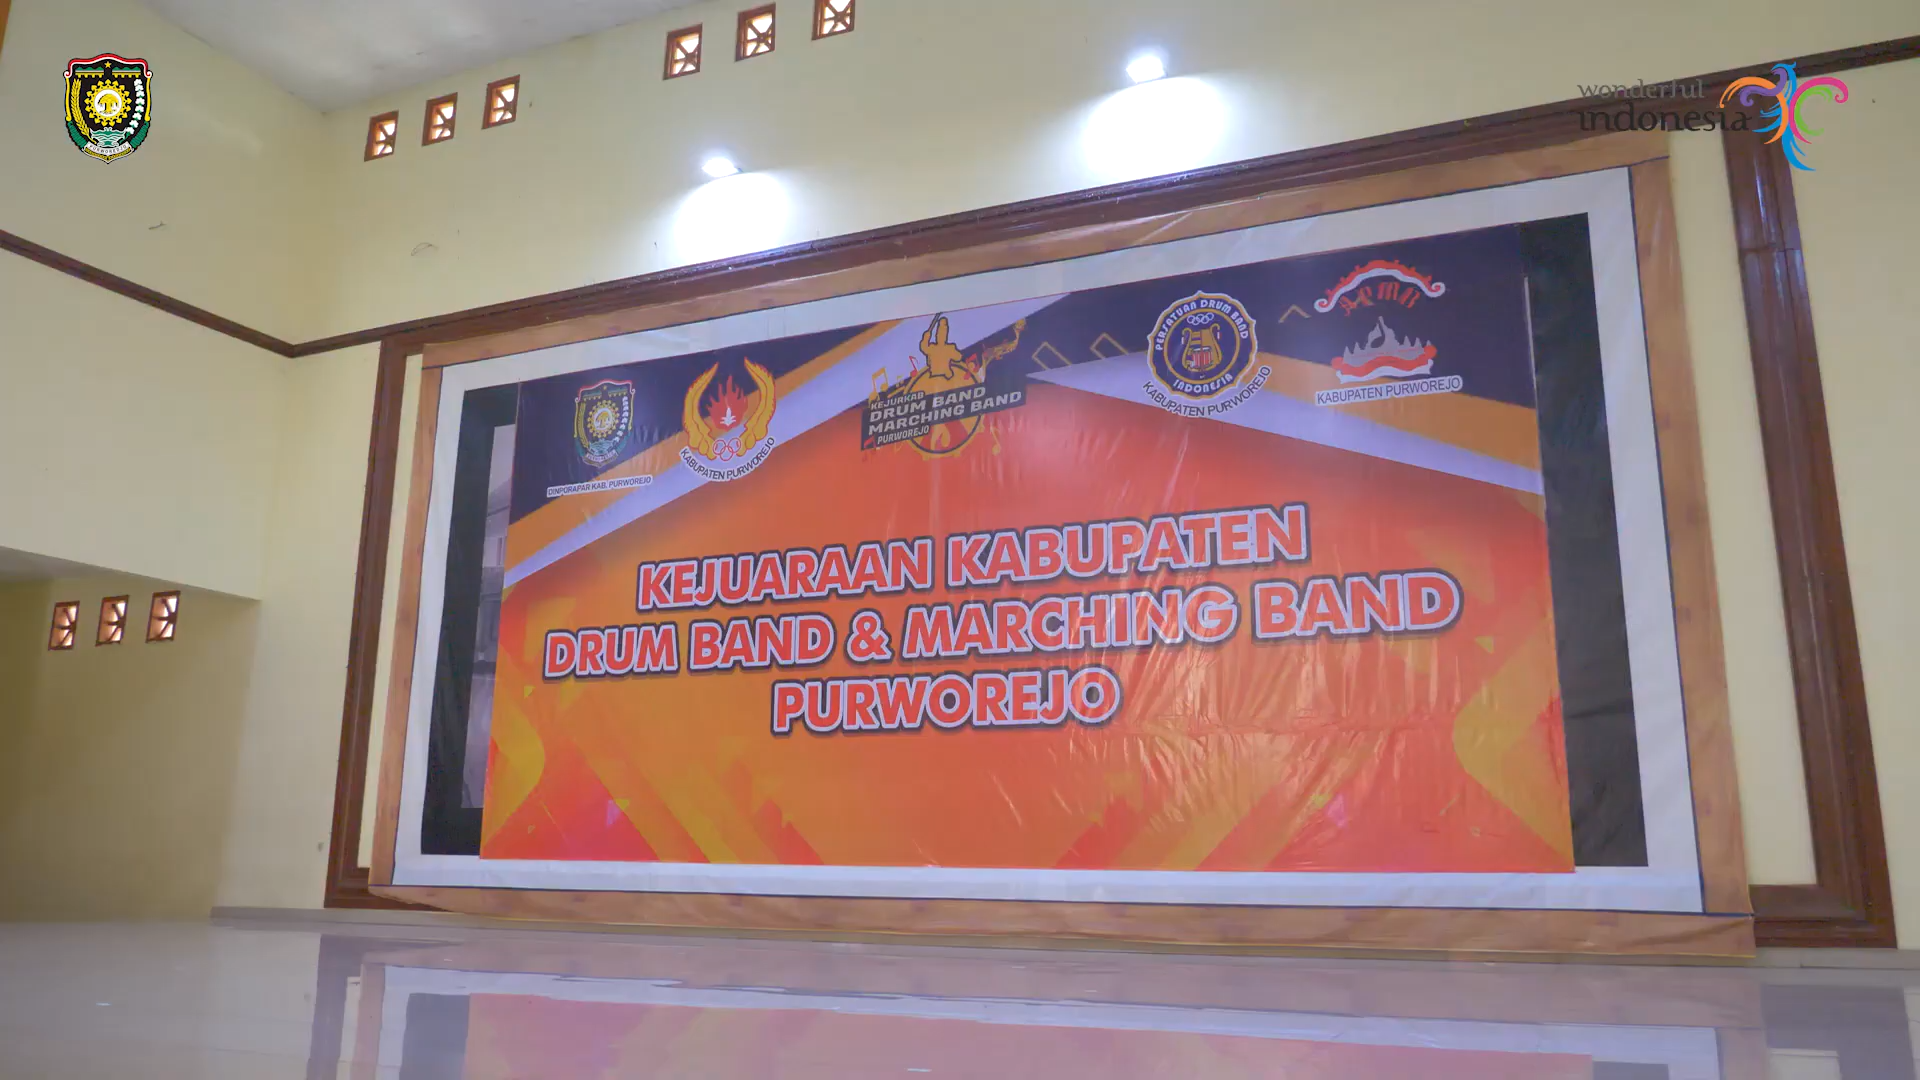 wonderful
indonesia
DINPORAPAR KAB. PURWOREJO
KABUPATEN PURWOREJO
KEJURKAB
DRUM BAND
MARCHING BAND
PURWOREJO
PERSATUAN DRUM BAND
INDONESIA
KABUPATEN PURWOREJO
KABUPATEN PURWOREJO
KEJUARAAN KABUPATEN
DRUM BAND & MARCHING BAND
PURWOREJO